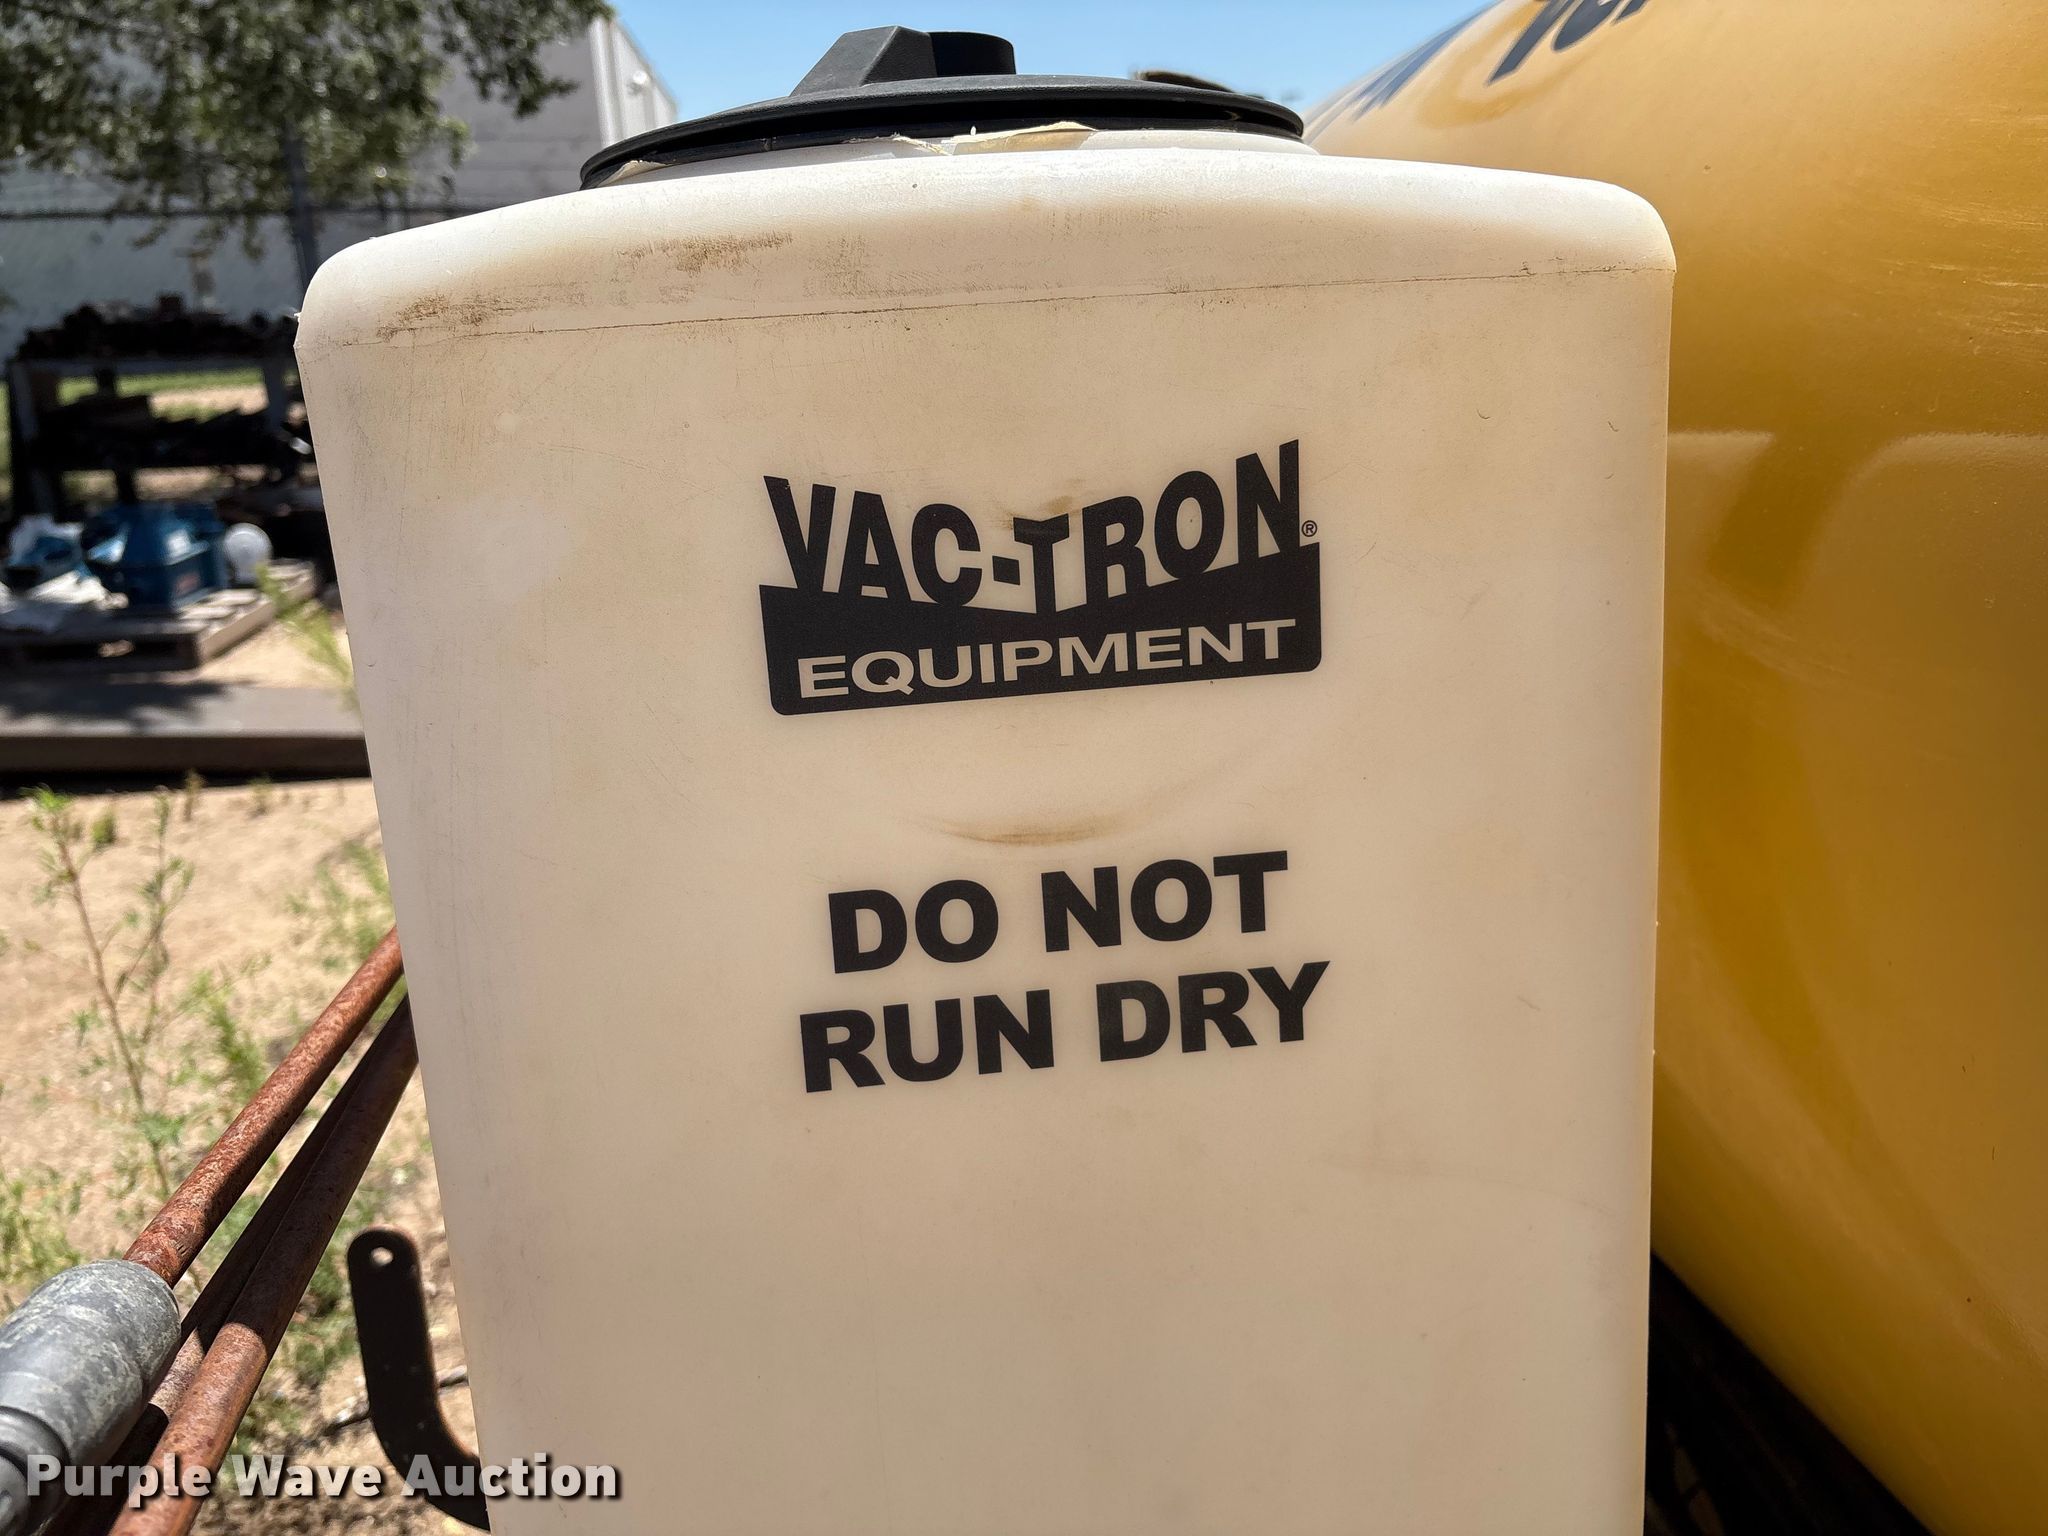 VAC-TRON®
EQUIPMENT
DO NOT
RUN DRY
Purple Wave Auction